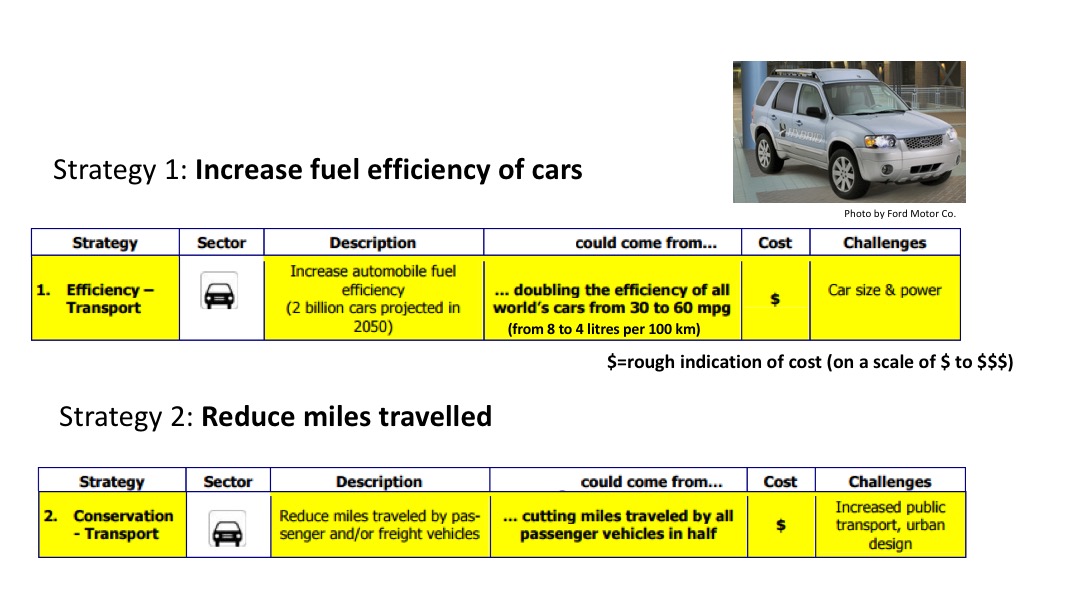 Strategy 1: Increase fuel efficiency of cars
Photo by Ford Motor Co.
Strategy Sector Description could come from... Cost Challenges
1. Efficiency –
Transport
Increase automobile fuel
efficiency
(2 billion cars projected in
2050)
... doubling the efficiency of all
world's cars from 30 to 60 mpg
(from 8 to 4 litres per 100 km)
$
Car size & power
$=rough indication of cost (on a scale of $ to $$$)
Strategy 2: Reduce miles travelled
Strategy Sector Description could come from... Cost Challenges
2. Conservation
- Transport
Reduce miles traveled by pas-
senger and/or freight vehicles
... cutting miles traveled by all
passenger vehicles in half
$
Increased public
transport, urban
design